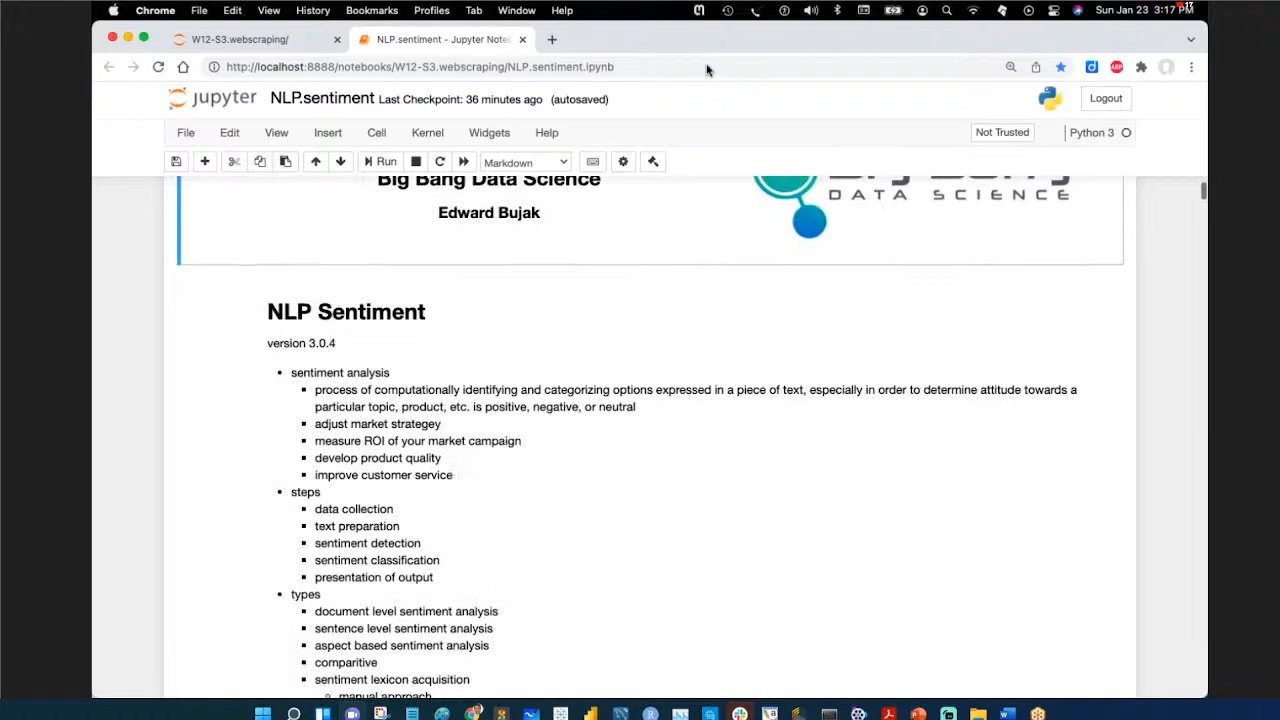 Chrome File Edit View History Bookmarks Profiles Tab Window Help Sun Jan 23 3:17 PM
W12-S3.webscraping/ NLP.sentiment - Jupyter Note
http://localhost:8888/notebooks/W12-S3.webscraping/NLP.sentiment.ipynb
jupyter NLP.sentiment Last Checkpoint: 36 minutes ago (autosaved) Logout
File Edit View Insert Cell Kernel Widgets Help Not Trusted Python 3
Run Markdown
Big Bang Data Science
DATA SCIENCE
Edward Bujak
NLP Sentiment
version 3.0.4
sentiment analysis
process of computationally identifying and categorizing options expressed in a piece of text, especially in order to determine attitude towards a
particular topic, product, etc. is positive, negative, or neutral
adjust market strategey
measure ROI of your market campaign
develop product quality
improve customer service
steps
data collection
text preparation
sentiment detection
sentiment classification
presentation of output
types
document level sentiment analysis
sentence level sentiment analysis
aspect based sentiment analysis
comparitive
sentiment lexicon acquisition
manual approach